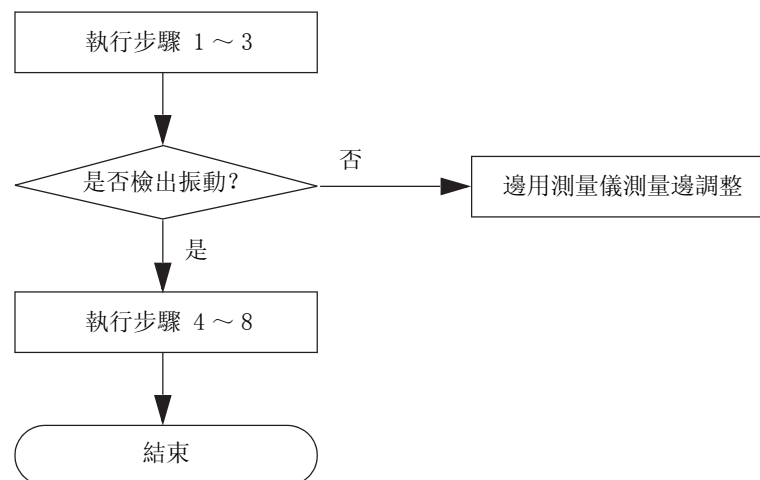 執行步驟 1～3
是否檢出振動?
否
邊用測量儀測量邊調整
是
執行步驟 4～8
結束